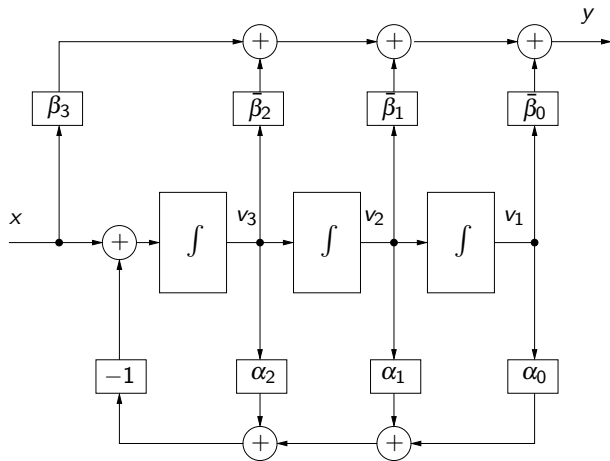 y
+ + +
β₃ β̄₂ β̄₁ β̄₀
x v₃ v₂ v₁
+ ∫ ∫ ∫
−1 α₂ α₁ α₀
+ +